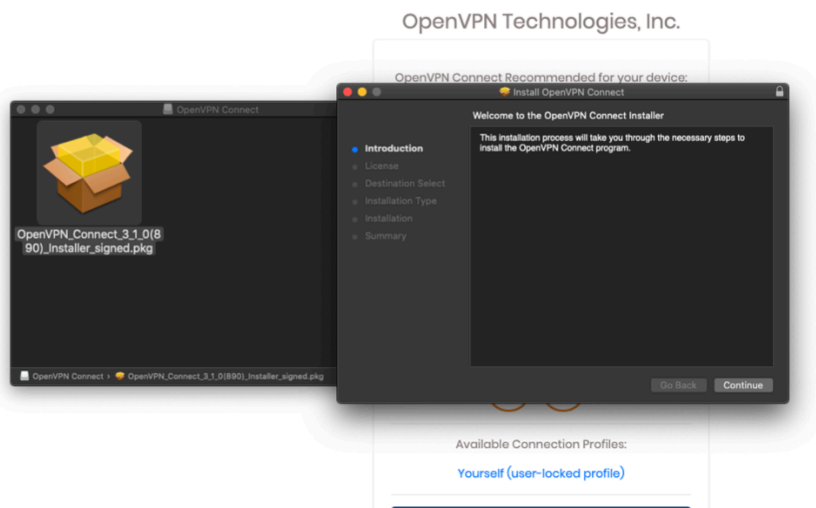 OpenVPN Technologies, Inc.
OpenVPN Connect Recommended for your device:
OpenVPN Connect
OpenVPN_Connect_3_1_0(8
90)_Installer_signed.pkg
OpenVPN Connect › OpenVPN_Connect_3_1_0(890)_Installer_signed.pkg
Install OpenVPN Connect
Welcome to the OpenVPN Connect Installer
Introduction
License
Destination Select
Installation Type
Installation
Summary
This installation process will take you through the necessary steps to
install the OpenVPN Connect program.
Go Back
Continue
Available Connection Profiles:
Yourself (user-locked profile)